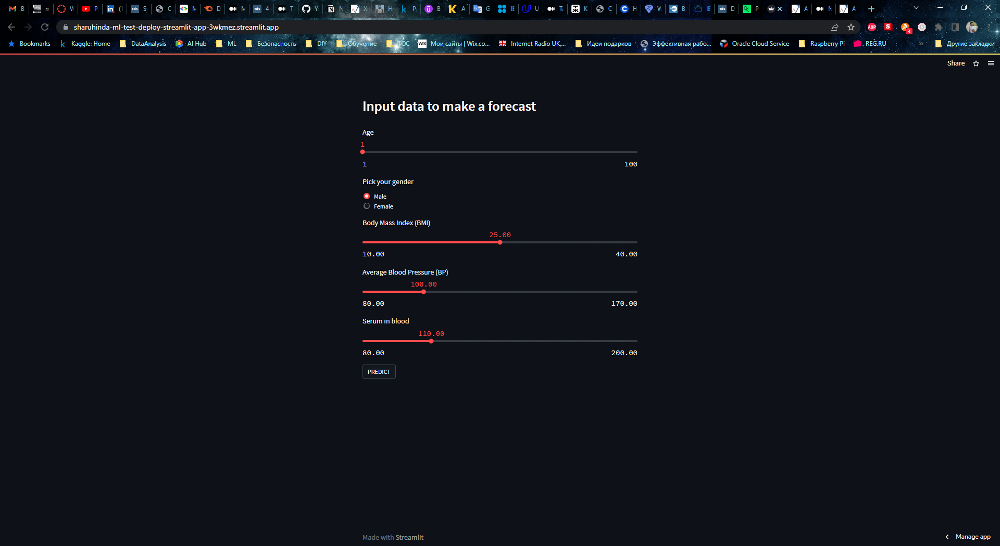 B
P
S
C
M
D
4
T
Y
N
X
H
P
B
A
G
IE
U
K
C
H
B
IE
D
P
A
N
A
sharuhinda-ml-test-deploy-streamlit-app-3wkmez.streamlit.app
3
Bookmarks Kaggle: Home DataAnalysis AI Hub ML Безопасность DIY Обучение TOC Мои сайты | Wix.co... Internet Radio UK,... Идеи подарков Эффективная рабо... Oracle Cloud Service Raspberry Pi REG.RU » Другие закладки
Share
Input data to make a forecast
Age
1
1 100
Pick your gender
Male
Female
Body Mass Index (BMI)
25.00
10.00 40.00
Average Blood Pressure (BP)
100.00
80.00 170.00
Serum in blood
110.00
80.00 200.00
PREDICT
Made with Streamlit
Manage app